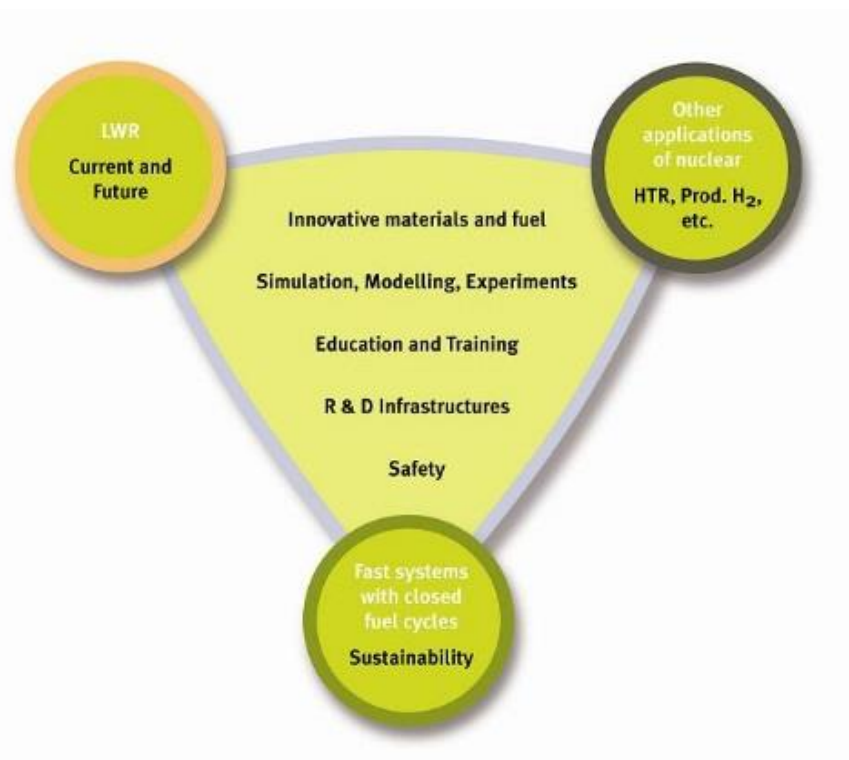 LWR
Current and
Future
Other
applications
of nuclear
HTR, Prod. H₂,
etc.
Innovative materials and fuel
Simulation, Modelling, Experiments
Education and Training
R & D Infrastructures
Safety
Fast systems
with closed
fuel cycles
Sustainability